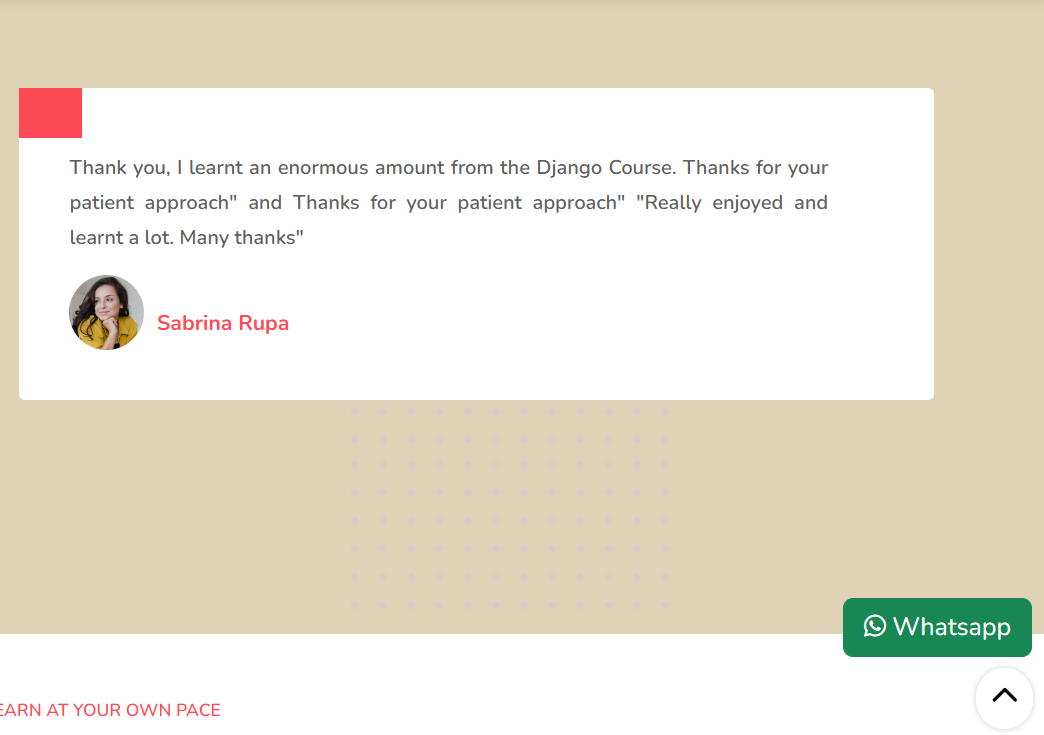 Thank you, I learnt an enormous amount from the Django Course. Thanks for your
patient approach" and Thanks for your patient approach" "Really enjoyed and
learnt a lot. Many thanks"
Sabrina Rupa
Whatsapp
EARN AT YOUR OWN PACE